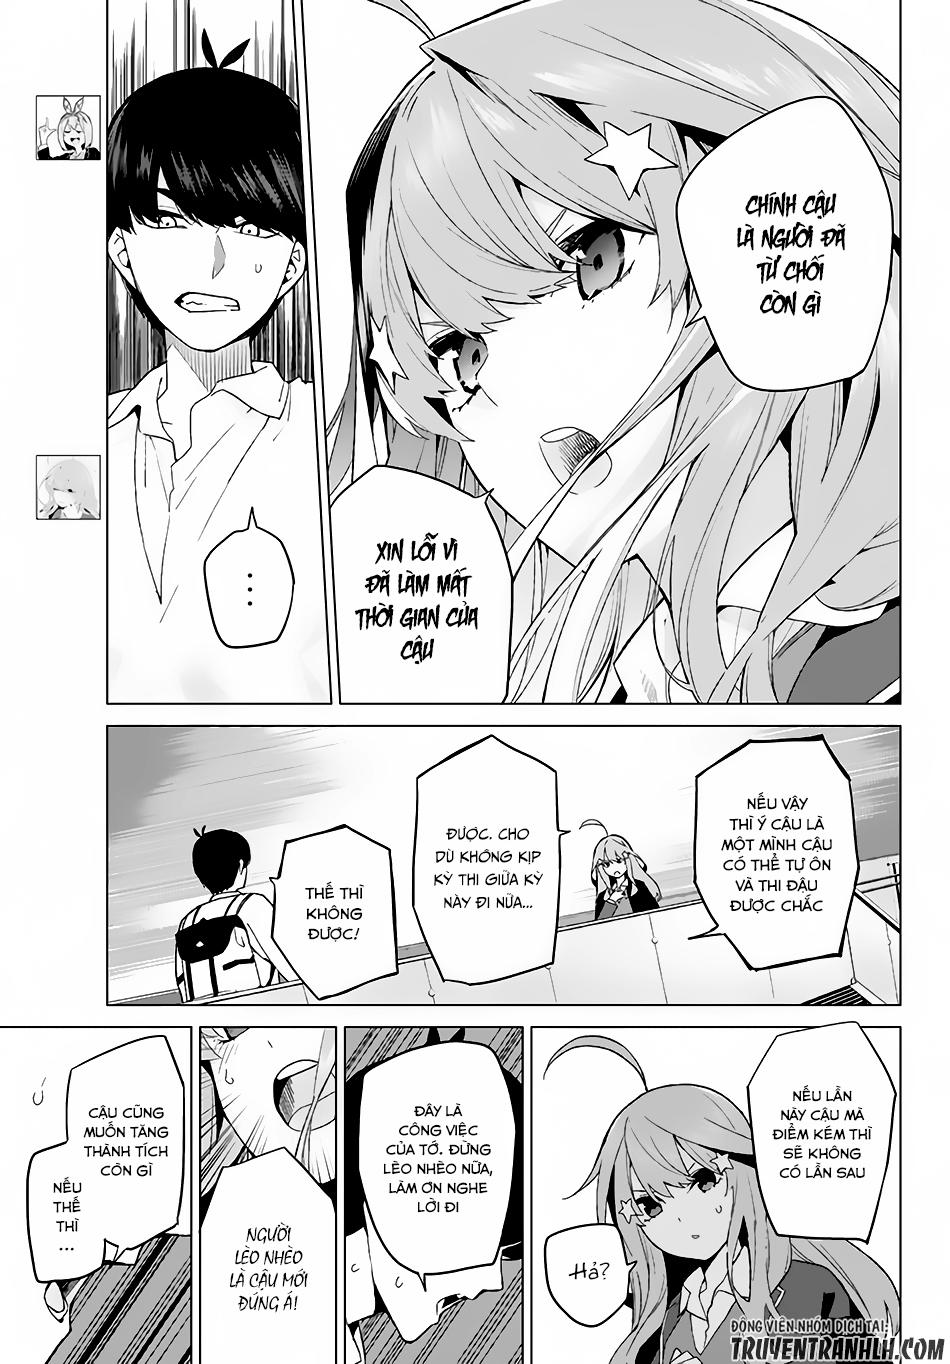 CHÍNH CẬU
LÀ NGƯỜI ĐÃ
TỪ CHỐI
CÒN GÌ
XIN LỖI VÌ
ĐÃ LÀM MẤT
THỜI GIAN CỦA
CẬU
...
NẾU VẬY
THÌ Ý CẬU LÀ
MỘT MÌNH CẬU
CÓ THỂ TỰ ÔN
VÀ THI ĐẬU
ĐƯỢC CHẮC
ĐƯỢC. CHO
DÙ KHÔNG KỊP
KỲ THI GIỮA KỲ
NÀY ĐI NỮA...
THẾ THÌ
KHÔNG
ĐƯỢC!
NẾU LẦN
NÀY CẬU MÀ
ĐIỂM KÉM THÌ
SẼ KHÔNG
CÓ LẦN SAU
HẢ?
ĐÂY LÀ
CÔNG VIỆC
CỦA TỚ. ĐỪNG
LÈO NHÈO NỮA,
LÀM ƠN NGHE
LỜI ĐI
NGƯỜI
LÈO NHÈO
LÀ CẬU MỚI
ĐÚNG Á!
CẬU CŨNG
MUỐN TĂNG
THÀNH TÍCH
CÒN GÌ
NẾU
THẾ
THÌ
...
ĐỘNG VIÊN NHÓM DỊCH TẠI:
TRUYENTRANHLH.COM